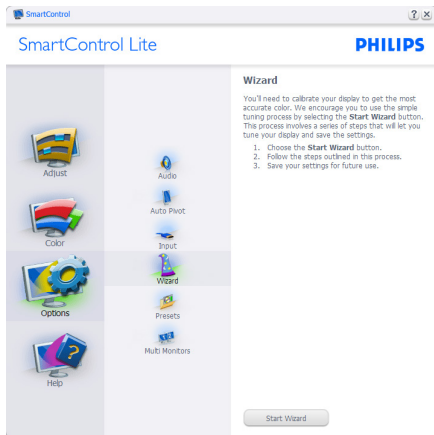 SmartControl
SmartControl Lite
PHILIPS
Adjust
Color
Options
Help
Audio
Auto Pivot
Input
Wizard
Presets
Multi Monitors
Wizard
You'll need to calibrate your display to get the most
accurate color. We encourage you to use the simple
tuning process by selecting the Start Wizard button.
This process involves a series of steps that will let you
tune your display and save the settings.
1. Choose the Start Wizard button.
2. Follow the steps outlined in this process.
3. Save your settings for future use.
Start Wizard